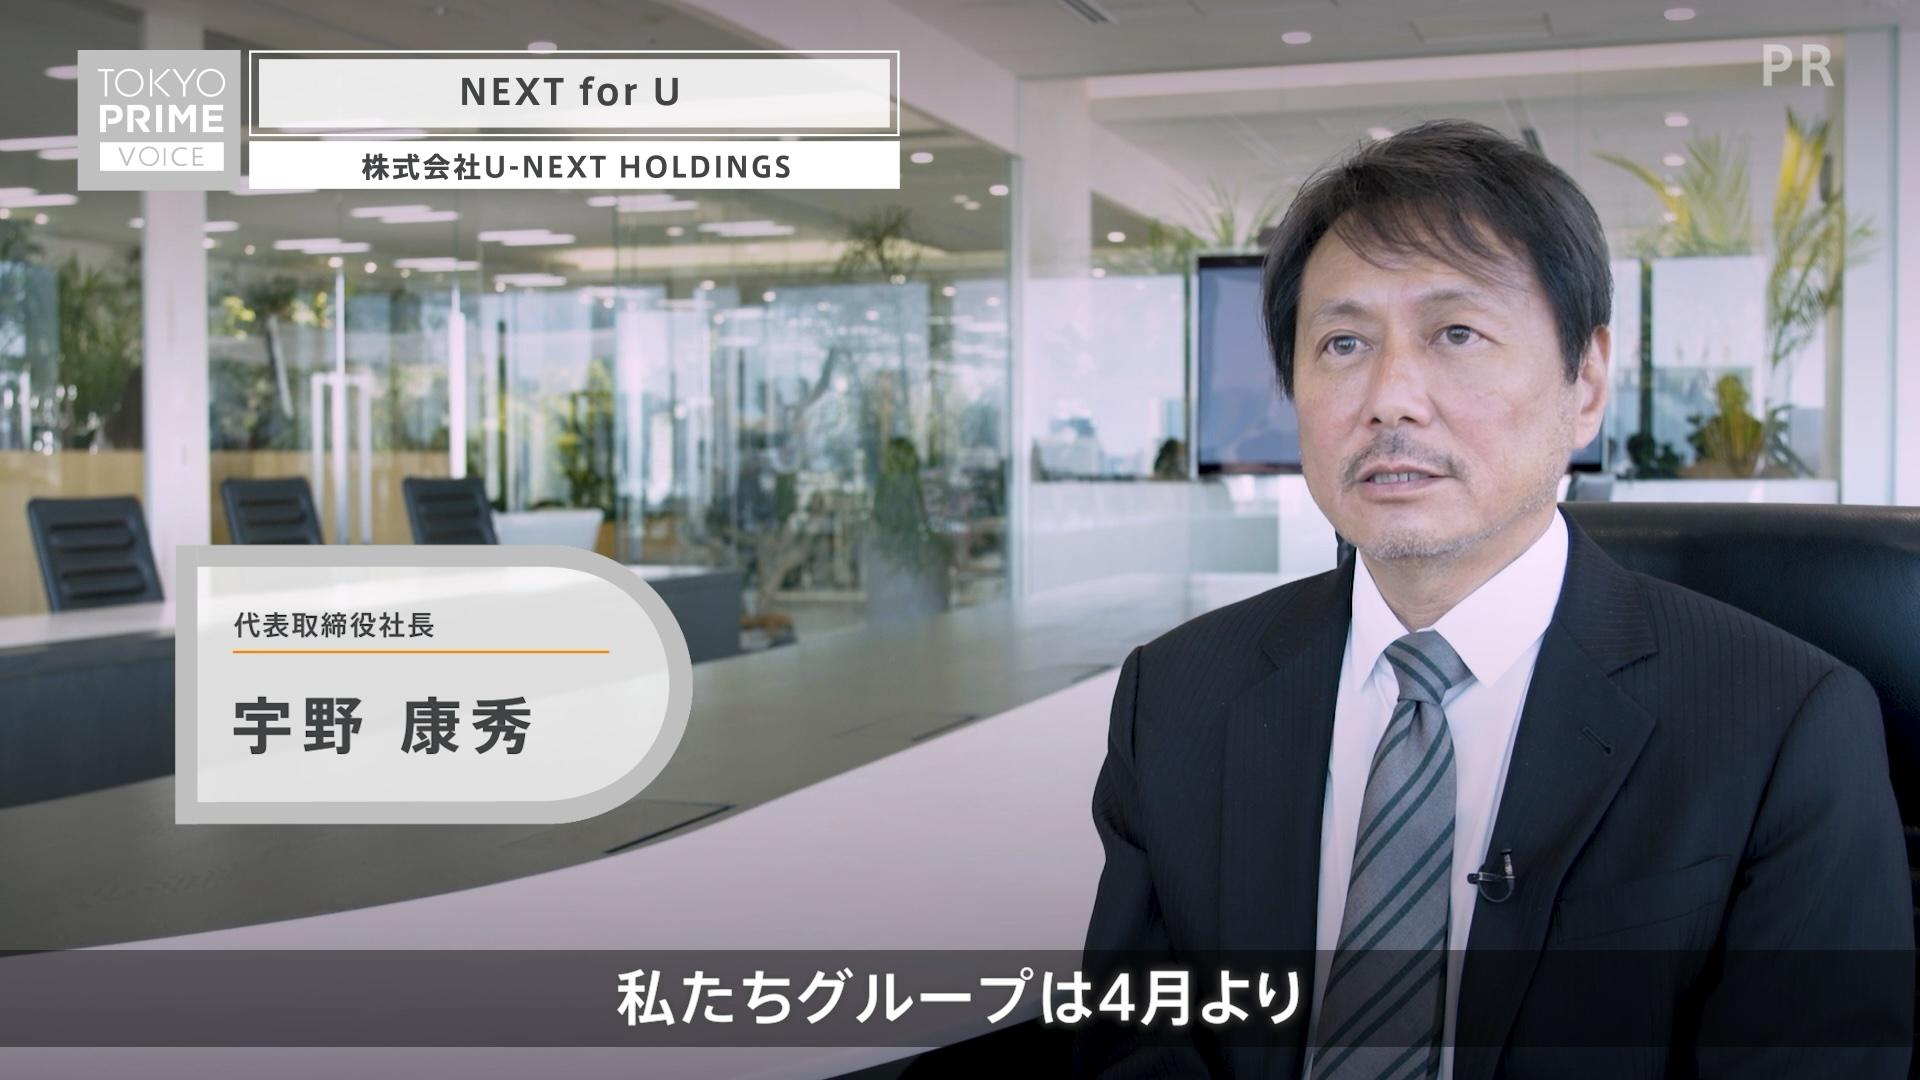 TOKYO
PRIME
VOICE
NEXT for U
株式会社U-NEXT HOLDINGS
PR
代表取締役社長
宇野 康秀
私たちグループは4月より